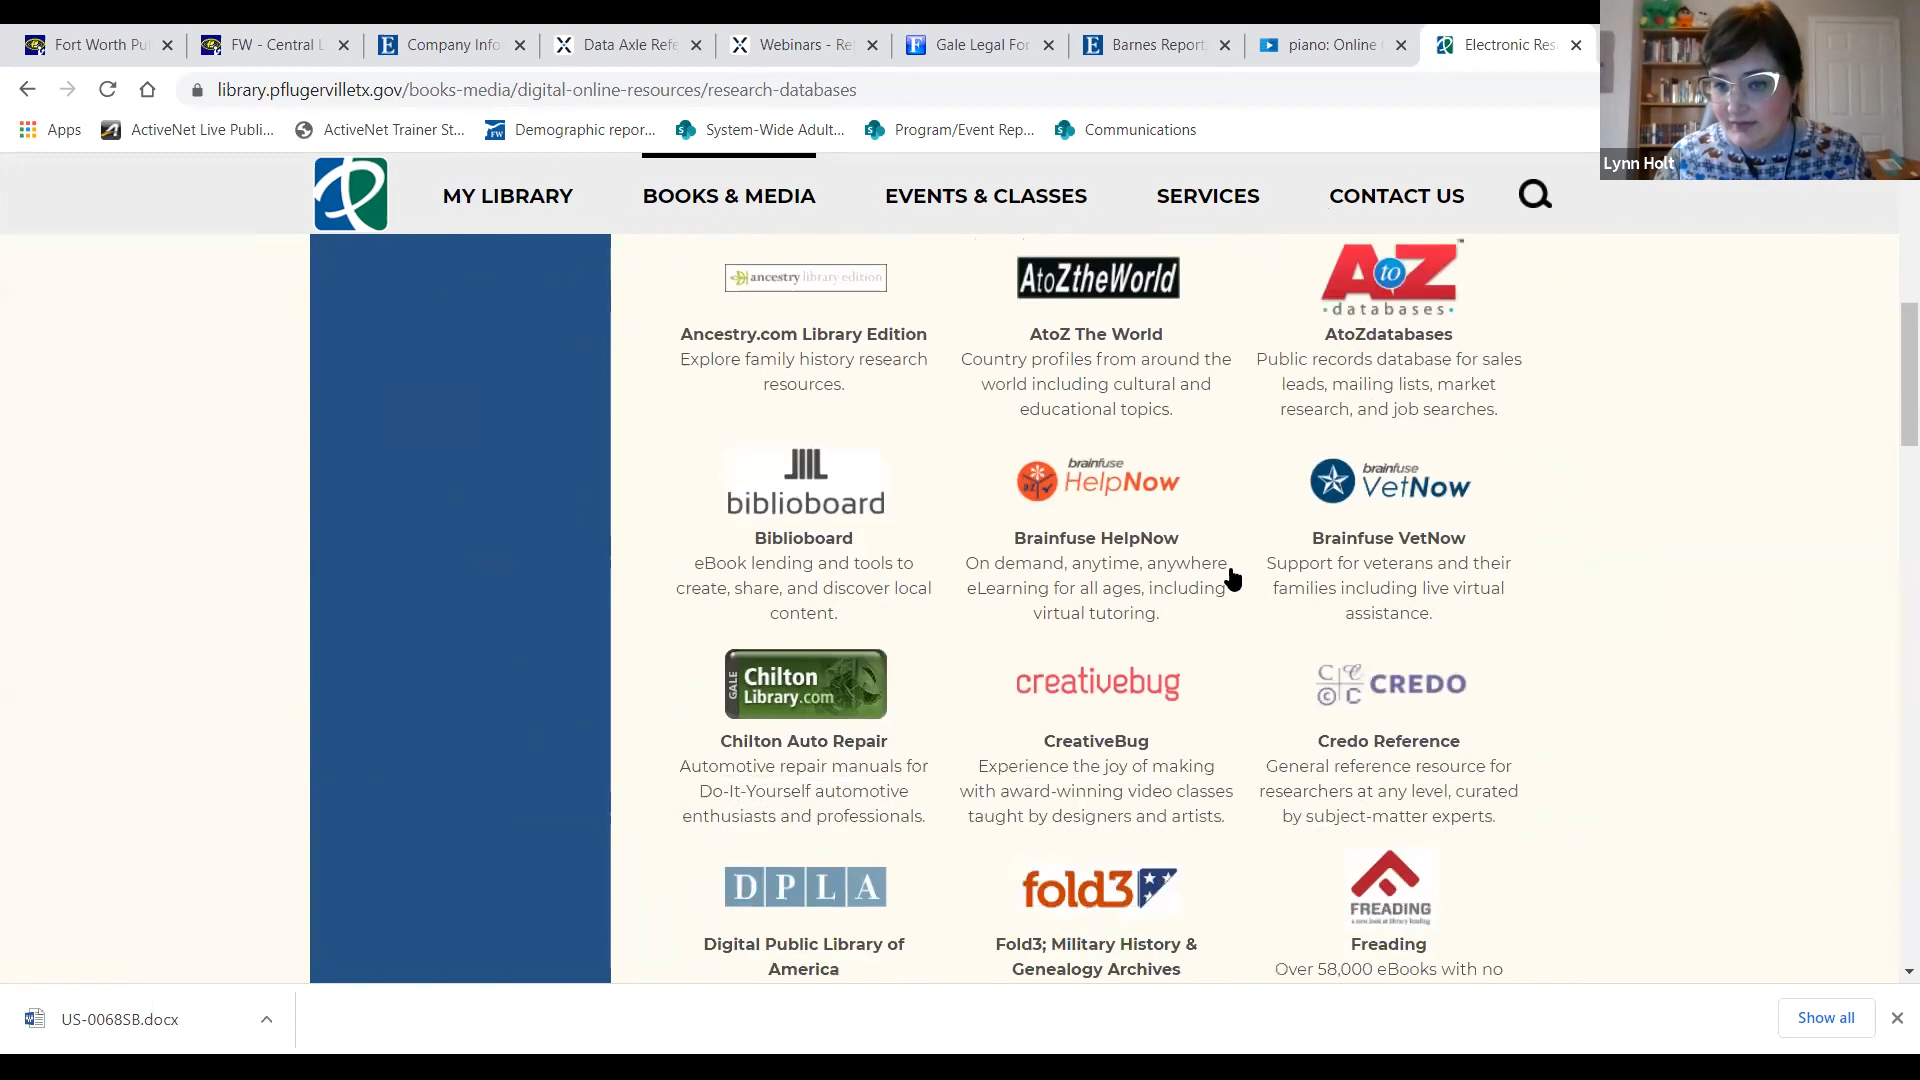 Fort Worth Pu
FW - Central L
Company Info
Data Axle Refe
Webinars - Re
Gale Legal For
Barnes Report
piano: Online
Electronic Res
library.pflugervilletx.gov/books-media/digital-online-resources/research-databases
Apps
ActiveNet Live Publi...
ActiveNet Trainer St...
Demographic repor...
System-Wide Adult...
Program/Event Rep...
Communications
Lynn Holt
MY LIBRARY
BOOKS & MEDIA
EVENTS & CLASSES
SERVICES
CONTACT US
ancestry library edition
AtoZtheWorld
A to Z
databases
Ancestry.com Library Edition
Explore family history research
resources.
AtoZ The World
Country profiles from around the
world including cultural and
educational topics.
AtoZdatabases
Public records database for sales
leads, mailing lists, market
research, and job searches.
biblioboard
brainfuse
HelpNow
brainfuse
VetNow
Biblioboard
eBook lending and tools to
create, share, and discover local
content.
Brainfuse HelpNow
On demand, anytime, anywhere
eLearning for all ages, including
virtual tutoring.
Brainfuse VetNow
Support for veterans and their
families including live virtual
assistance.
GALE
Chilton
Library.com
creativebug
CREDO
Chilton Auto Repair
Automotive repair manuals for
Do-It-Yourself automotive
enthusiasts and professionals.
CreativeBug
Experience the joy of making
with award-winning video classes
taught by designers and artists.
Credo Reference
General reference resource for
researchers at any level, curated
by subject-matter experts.
DPLA
fold3
FREADING
a new look at library lending
Digital Public Library of
America
Fold3; Military History &
Genealogy Archives
Freading
Over 58,000 eBooks with no
US-0068SB.docx
Show all